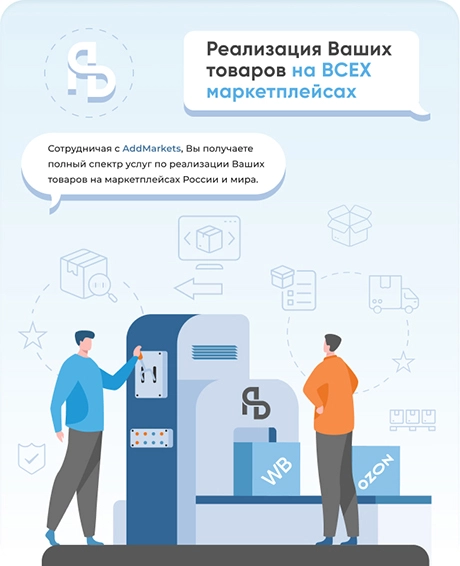 Реализация Ваших
товаров на ВСЕХ
маркетплейсах
Сотрудничая с AddMarkets, Вы получаете
полный спектр услуг по реализации Ваших
товаров на маркетплейсах России и мира.
WB
OZON